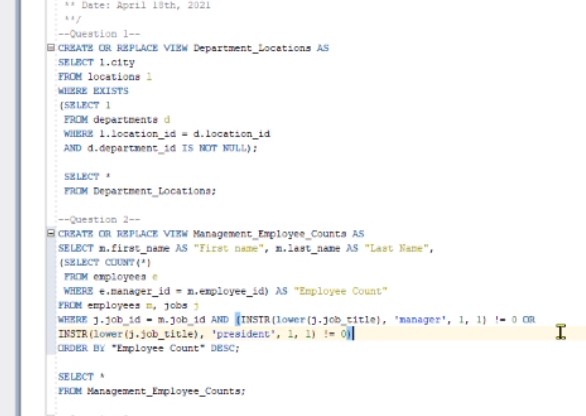 ** Date: April 18th, 2021
**/
--Question 1--
CREATE OR REPLACE VIEW Department_Locations AS
SELECT l.city
FROM locations l
WHERE EXISTS
(SELECT 1
FROM departments d
WHERE l.location_id = d.location_id
AND d.department_id IS NOT NULL);
SELECT *
FROM Department_Locations;
--Question 2--
CREATE OR REPLACE VIEW Management_Employee_Counts AS
SELECT m.first_name AS "First name", m.last_name AS "Last Name",
(SELECT COUNT(*)
FROM employees e
WHERE e.manager_id = m.employee_id) AS "Employee Count"
FROM employees m, jobs j
WHERE j.job_id = m.job_id AND (INSTR(lower(j.job_title), 'manager', 1, 1) != 0 OR
INSTR(lower(j.job_title), 'president', 1, 1) != 0)
ORDER BY "Employee Count" DESC;
SELECT *
FROM Management_Employee_Counts;